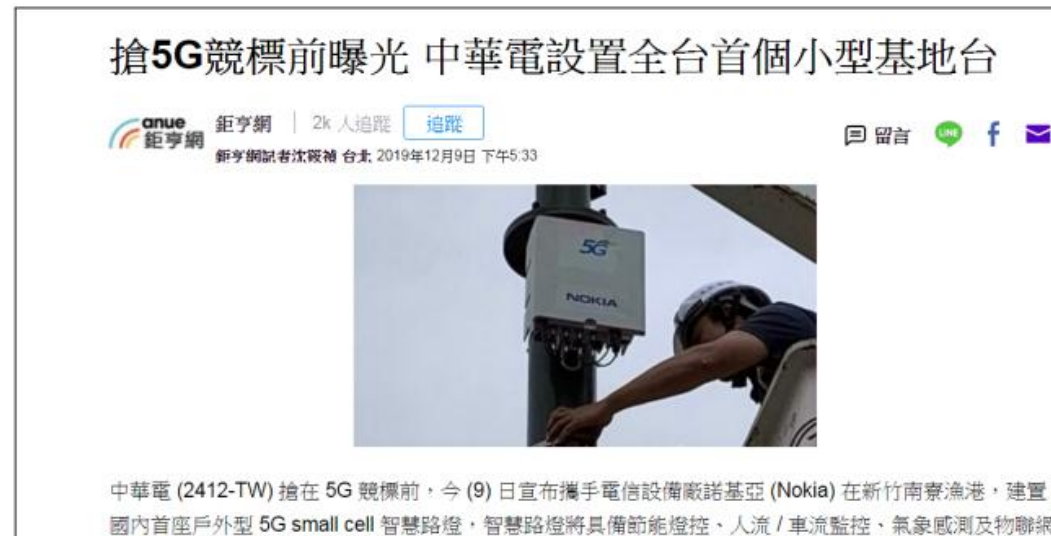 搶5G競標前曝光 中華電設置全台首個小型基地台
anue
鉅亨網
鉅亨網 2k 人追蹤 追蹤
留言 LINE f
鉅亨網記者沈筱禎 台北 2019年12月9日 下午5:33
5G
NOKIA
中華電 (2412-TW) 搶在 5G 競標前，今 (9) 日宣布攜手電信設備廠諾基亞 (Nokia) 在新竹南寮漁港，建置
國內首座戶外型 5G small cell 智慧路燈，智慧路燈將具備節能燈控、人流 / 車流監控、氣象感測及物聯網